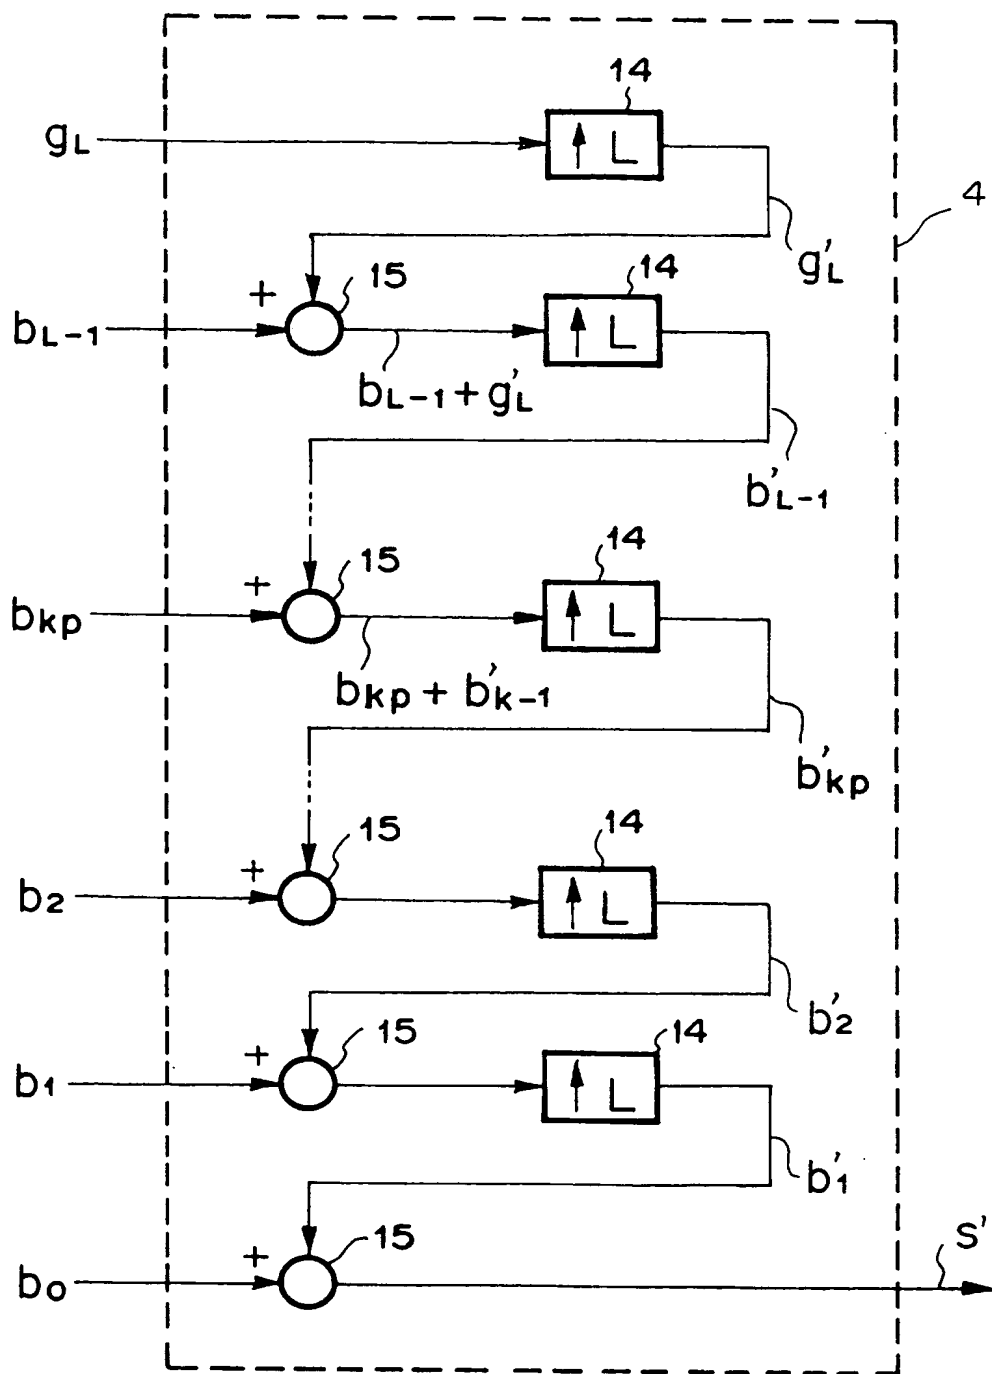 14
gL
↑ L
4
g'L
+
15
14
bL-1
↑ L
bL-1 + g'L
b'L-1
+
15
14
bkp
↑ L
bkp + b'k-1
b'kp
+
15
14
b2
↑ L
b'2
+
15
14
b1
↑ L
b'1
+
15
s'
b0